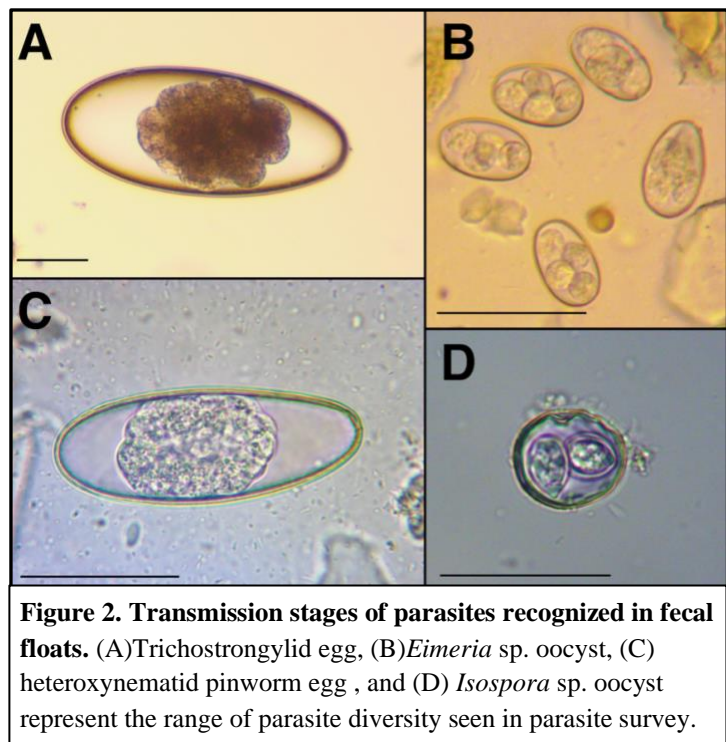 A
B
C
D
Figure 2. Transmission stages of parasites recognized in fecal
floats. (A)Trichostrongylid egg, (B)Eimeria sp. oocyst, (C)
heteroxynematid pinworm egg , and (D) Isospora sp. oocyst
represent the range of parasite diversity seen in parasite survey.